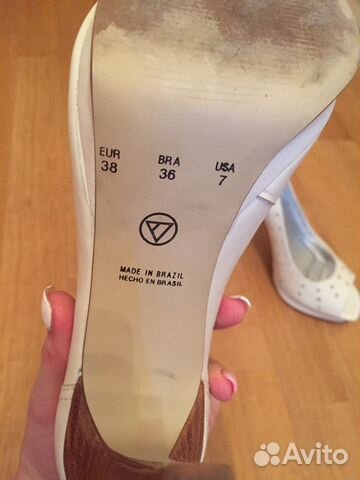 EUR BRA USA
38 36 7
MADE IN BRAZIL
HECHO EN BRASIL
Avito